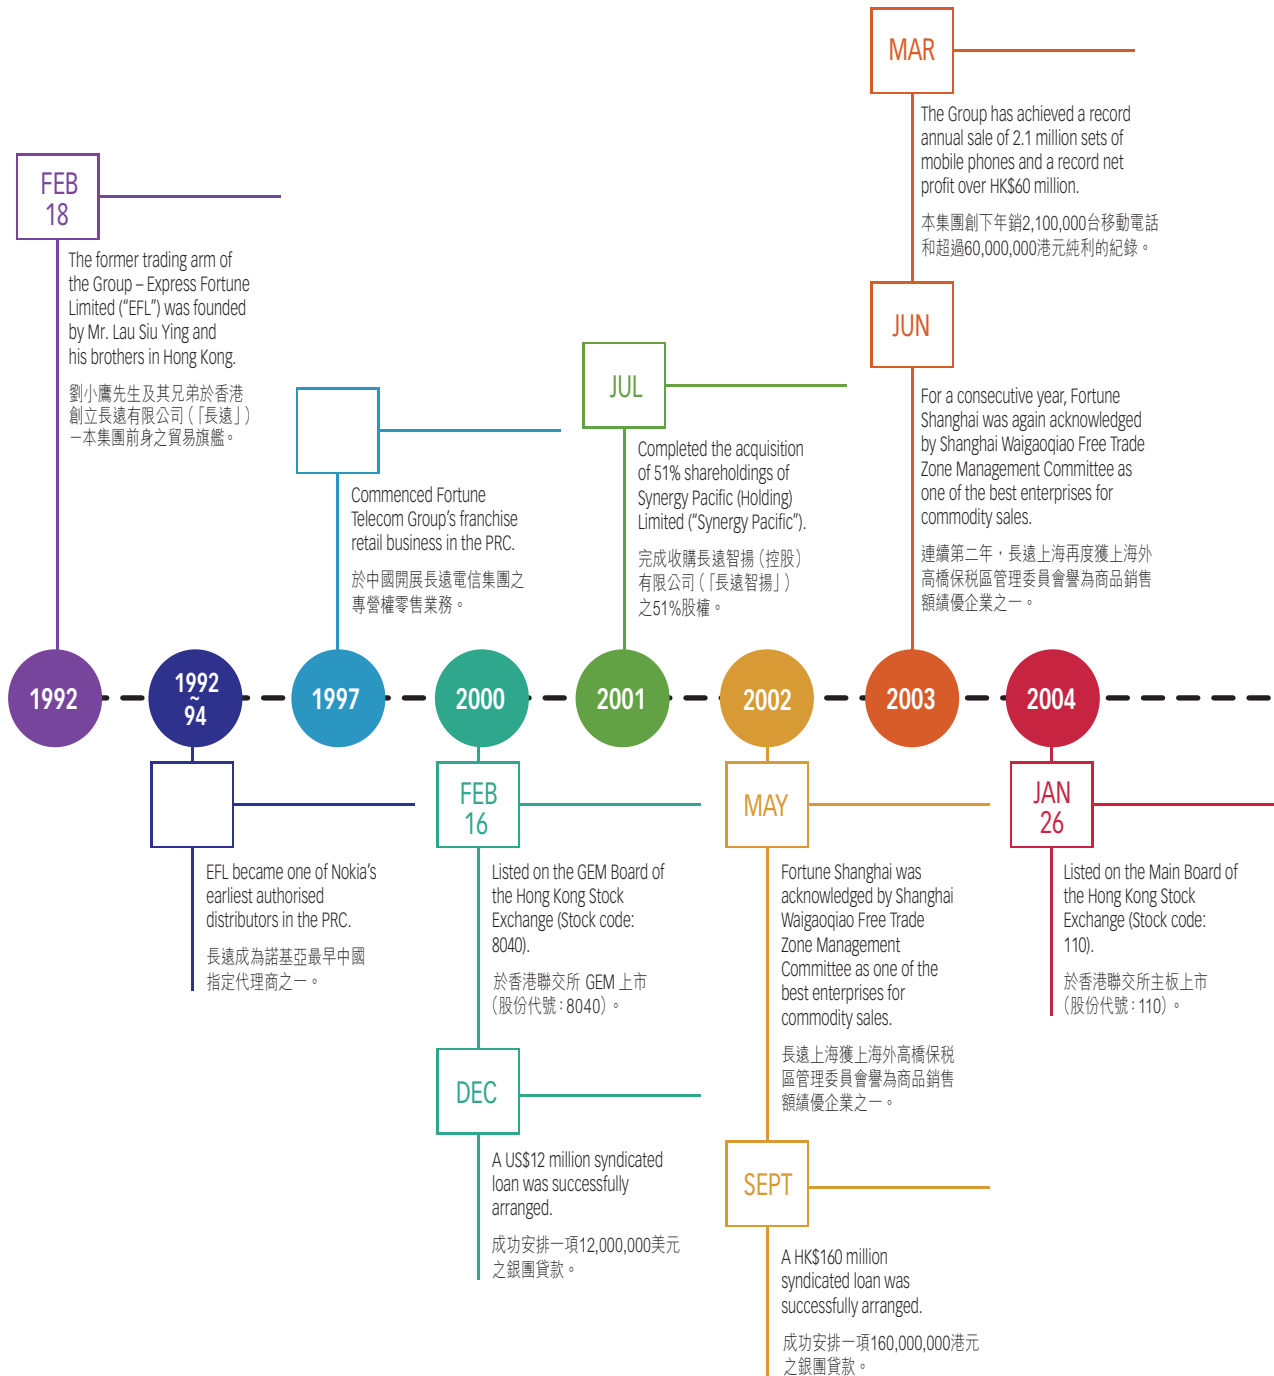 FEB
18
The former trading arm of
the Group – Express Fortune
Limited (“EFL”) was founded
by Mr. Lau Siu Ying and
his brothers in Hong Kong.
劉小鷹先生及其兄弟於香港
創立長遠有限公司（「長遠」）
－本集團前身之貿易旗艦。
1992
1992
~
94
EFL became one of Nokia’s
earliest authorised
distributors in the PRC.
長遠成為諾基亞最早中國
指定代理商之一。
Commenced Fortune
Telecom Group’s franchise
retail business in the PRC.
於中國開展長遠電信集團之
專營權零售業務。
1997
2000
FEB
16
Listed on the GEM Board of
the Hong Kong Stock
Exchange (Stock code:
8040).
於香港聯交所 GEM 上市
（股份代號：8040）。
DEC
A US$12 million syndicated
loan was successfully
arranged.
成功安排一項12,000,000美元
之銀團貸款。
JUL
Completed the acquisition
of 51% shareholdings of
Synergy Pacific (Holding)
Limited (“Synergy Pacific”).
完成收購長遠智揚（控股）
有限公司（「長遠智揚」）
之51%股權。
2001
2002
MAY
Fortune Shanghai was
acknowledged by Shanghai
Waigaoqiao Free Trade
Zone Management
Committee as one of the
best enterprises for
commodity sales.
長遠上海獲上海外高橋保税
區管理委員會譽為商品銷售
額績優企業之一。
SEPT
A HK$160 million
syndicated loan was
successfully arranged.
成功安排一項160,000,000港元
之銀團貸款。
MAR
The Group has achieved a record
annual sale of 2.1 million sets of
mobile phones and a record net
profit over HK$60 million.
本集團創下年銷2,100,000台移動電話
和超過60,000,000港元純利的紀錄。
JUN
For a consecutive year, Fortune
Shanghai was again acknowledged
by Shanghai Waigaoqiao Free Trade
Zone Management Committee as
one of the best enterprises for
commodity sales.
連續第二年，長遠上海再度獲上海外
高橋保税區管理委員會譽為商品銷售
額績優企業之一。
2003
2004
JAN
26
Listed on the Main Board of
the Hong Kong Stock
Exchange (Stock code:
110).
於香港聯交所主板上市
（股份代號：110）。